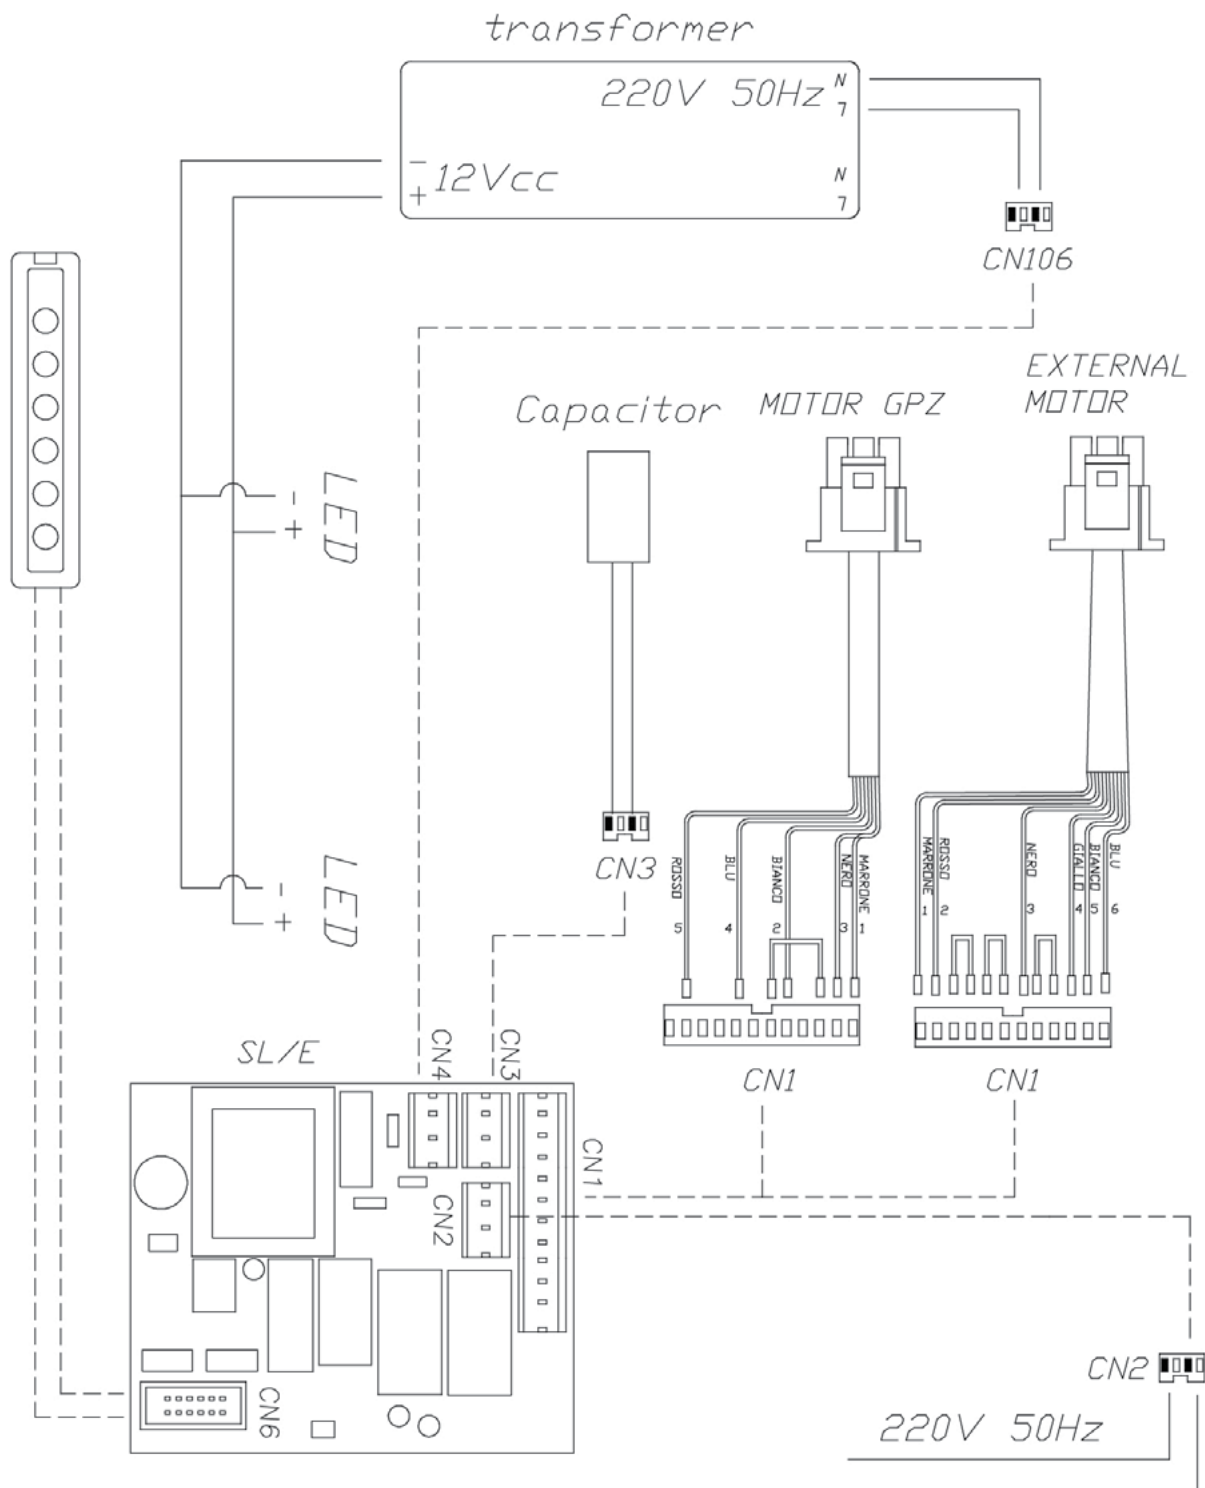 transformer
220V 50Hz
N
L
- 12Vcc
+
N
L
CN106
EXTERNAL
MOTOR
Capacitor
MOTOR GPZ
LED
-
+
LED
-
+
CN3
ROSSO 5
BLU 4
BIANCO 2
NERO 3
MARRONE 1
MARRONE 1
ROSSO 2
NERO 3
GIALLO 4
BIANCO 5
BLU 6
CN1
CN1
SL/E
CN4
CN3
CN1
CN2
CN6
CN2
220V 50Hz